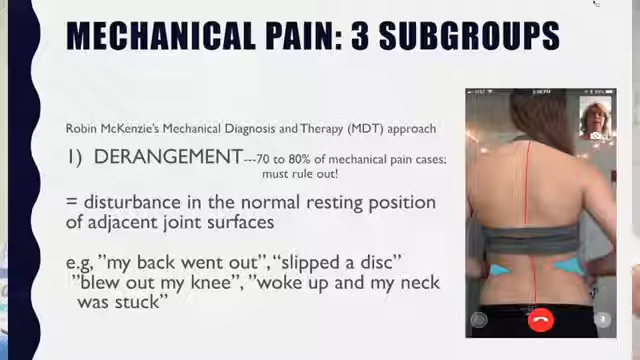 MECHANICAL PAIN: 3 SUBGROUPS
Robin McKenzie's Mechanical Diagnosis and Therapy (MDT) approach
1) DERANGEMENT---70 to 80% of mechanical pain cases;
must rule out!
= disturbance in the normal resting position
of adjacent joint surfaces
e.g, "my back went out", "slipped a disc"
"blew out my knee", "woke up and my neck
was stuck"